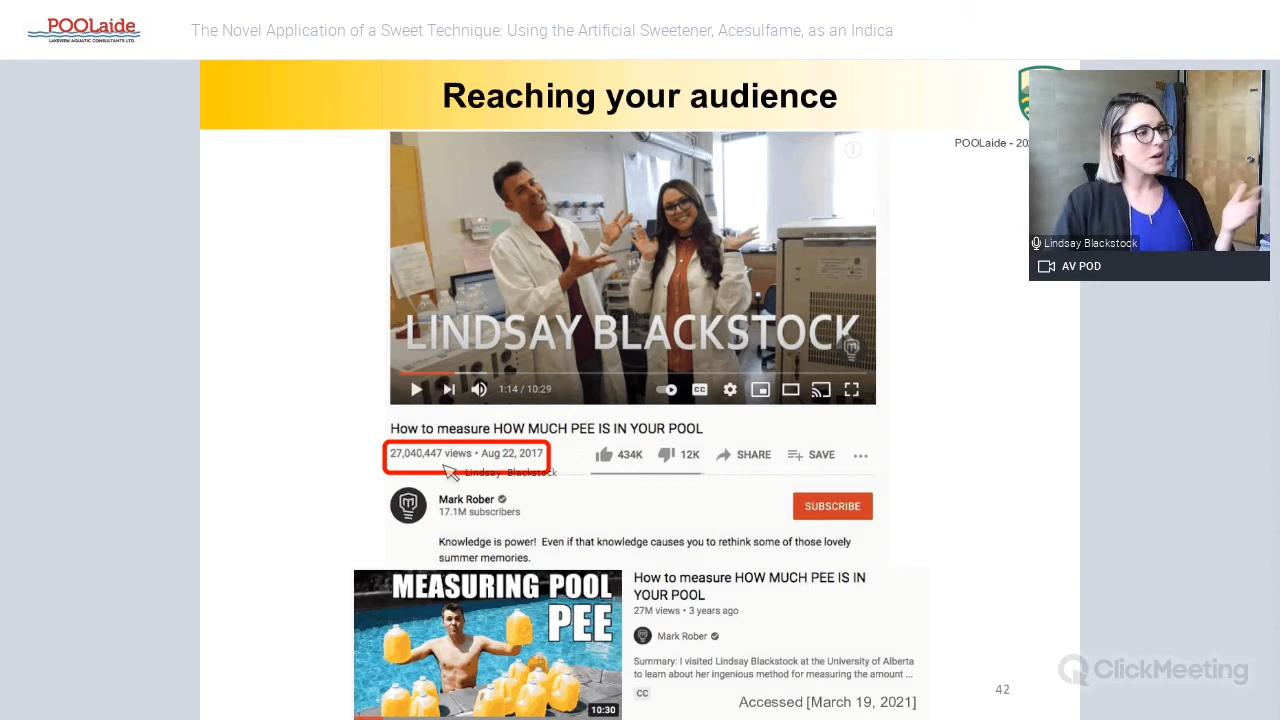 POOLaide
LAKEVIEW AQUATIC CONSULTANTS LTD.
The Novel Application of a Sweet Technique: Using the Artificial Sweetener, Acesulfame, as an Indica
Reaching your audience
POOLaide - 20
LINDSAY BLACKSTOCK
1:14 / 10:29
CC
Lindsay Blackstock
AV POD
How to measure HOW MUCH PEE IS IN YOUR POOL
27,040,447 views • Aug 22, 2017
434K
12K
SHARE
SAVE
Lindsay Blackstock
Mark Rober
17.1M subscribers
SUBSCRIBE
Knowledge is power! Even if that knowledge causes you to rethink some of those lovely
summer memories.
MEASURING POOL
PEE
10:30
How to measure HOW MUCH PEE IS IN
YOUR POOL
27M views • 3 years ago
Mark Rober
Summary: I visited Lindsay Blackstock at the University of Alberta
to learn about her ingenious method for measuring the amount ...
CC
Accessed [March 19, 2021]
42
ClickMeeting